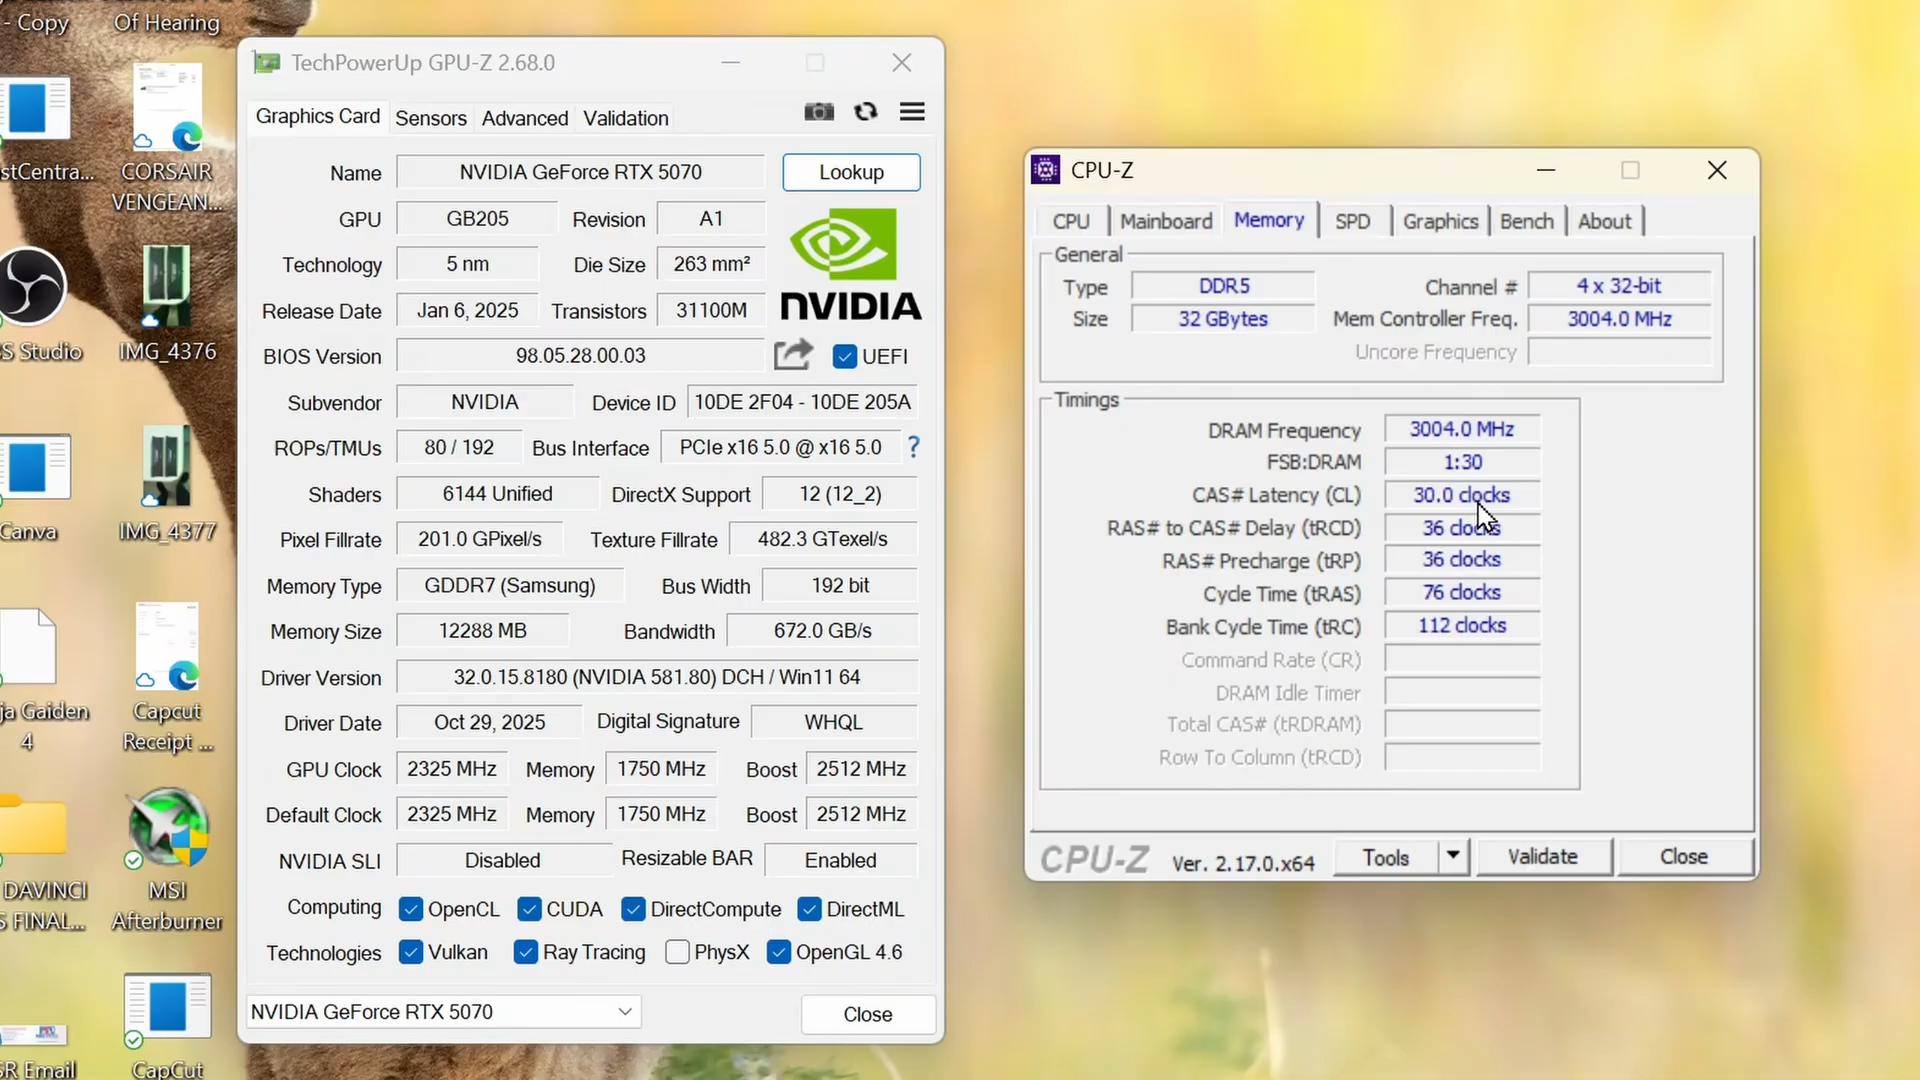 - Copy
Of Hearing
stCentra...
CORSAIR
VENGEAN...
S Studio
IMG_4376
Canva
IMG_4377
ja Gaiden
4
Capcut
Receipt ...
DAVINCI
S FINAL...
MSI
Afterburner
SR Email
CapCut
TechPowerUp GPU-Z 2.68.0
Graphics Card Sensors Advanced Validation
Name NVIDIA GeForce RTX 5070 Lookup
GPU GB205 Revision A1
Technology 5 nm Die Size 263 mm²
Release Date Jan 6, 2025 Transistors 31100M
NVIDIA
BIOS Version 98.05.28.00.03 UEFI
Subvendor NVIDIA Device ID 10DE 2F04 - 10DE 205A
ROPs/TMUs 80 / 192 Bus Interface PCIe x16 5.0 @ x16 5.0 ?
Shaders 6144 Unified DirectX Support 12 (12_2)
Pixel Fillrate 201.0 GPixel/s Texture Fillrate 482.3 GTexel/s
Memory Type GDDR7 (Samsung) Bus Width 192 bit
Memory Size 12288 MB Bandwidth 672.0 GB/s
Driver Version 32.0.15.8180 (NVIDIA 581.80) DCH / Win11 64
Driver Date Oct 29, 2025 Digital Signature WHQL
GPU Clock 2325 MHz Memory 1750 MHz Boost 2512 MHz
Default Clock 2325 MHz Memory 1750 MHz Boost 2512 MHz
NVIDIA SLI Disabled Resizable BAR Enabled
Computing OpenCL CUDA DirectCompute DirectML
Technologies Vulkan Ray Tracing PhysX OpenGL 4.6
NVIDIA GeForce RTX 5070 Close
CPU-Z
CPU Mainboard Memory SPD Graphics Bench About
General
Type DDR5 Channel # 4 x 32-bit
Size 32 GBytes Mem Controller Freq. 3004.0 MHz
Uncore Frequency
Timings
DRAM Frequency 3004.0 MHz
FSB:DRAM 1:30
CAS# Latency (CL) 30.0 clocks
RAS# to CAS# Delay (tRCD) 36 clocks
RAS# Precharge (tRP) 36 clocks
Cycle Time (tRAS) 76 clocks
Bank Cycle Time (tRC) 112 clocks
Command Rate (CR)
DRAM Idle Timer
Total CAS# (tRDRAM)
Row To Column (tRCD)
CPU-Z Ver. 2.17.0.x64 Tools Validate Close